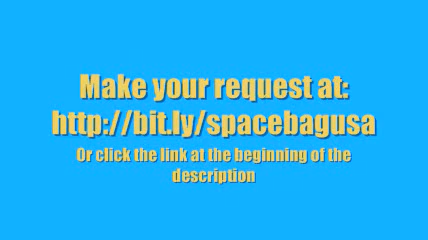 Make your request at:
http://bit.ly/spacebagusa
Or click the link at the beginning of the
description